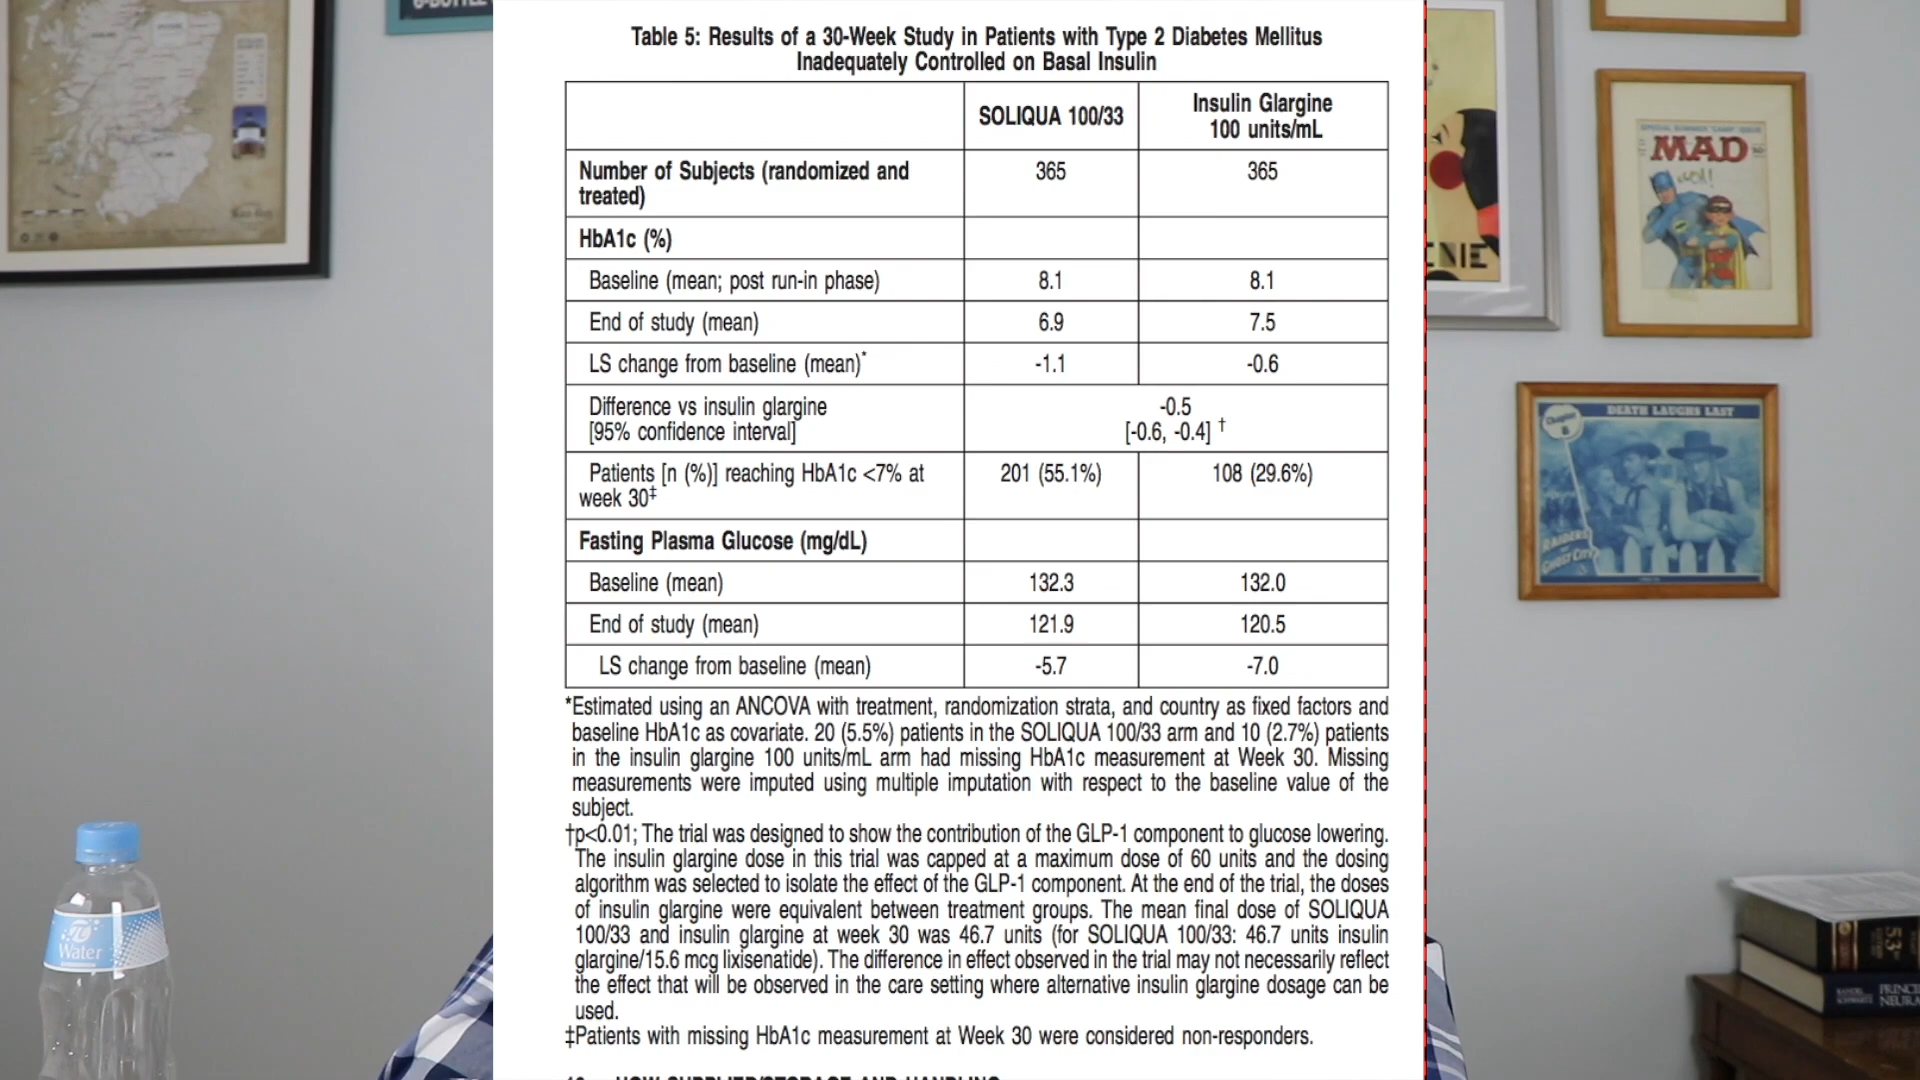 Table 5: Results of a 30-Week Study in Patients with Type 2 Diabetes Mellitus
Inadequately Controlled on Basal Insulin
SOLIQUA 100/33
Insulin Glargine
100 units/mL
Number of Subjects (randomized and
treated)
365
365
HbA1c (%)
Baseline (mean; post run-in phase) 8.1 8.1
End of study (mean) 6.9 7.5
LS change from baseline (mean)* -1.1 -0.6
Difference vs insulin glargine
[95% confidence interval]
-0.5
[-0.6, -0.4] †
Patients [n (%)] reaching HbA1c <7% at
week 30‡
201 (55.1%)
108 (29.6%)
Fasting Plasma Glucose (mg/dL)
Baseline (mean) 132.3 132.0
End of study (mean) 121.9 120.5
LS change from baseline (mean) -5.7 -7.0
*Estimated using an ANCOVA with treatment, randomization strata, and country as fixed factors and
baseline HbA1c as covariate. 20 (5.5%) patients in the SOLIQUA 100/33 arm and 10 (2.7%) patients
in the insulin glargine 100 units/mL arm had missing HbA1c measurement at Week 30. Missing
measurements were imputed using multiple imputation with respect to the baseline value of the
subject.
†p<0.01; The trial was designed to show the contribution of the GLP-1 component to glucose lowering.
The insulin glargine dose in this trial was capped at a maximum dose of 60 units and the dosing
algorithm was selected to isolate the effect of the GLP-1 component. At the end of the trial, the doses
of insulin glargine were equivalent between treatment groups. The mean final dose of SOLIQUA
100/33 and insulin glargine at week 30 was 46.7 units (for SOLIQUA 100/33: 46.7 units insulin
glargine/15.6 mcg lixisenatide). The difference in effect observed in the trial may not necessarily reflect
the effect that will be observed in the care setting where alternative insulin glargine dosage can be
used.
‡Patients with missing HbA1c measurement at Week 30 were considered non-responders.
MAD
DEATH LAUGHS LAST
Chapter
8
RAIDERS
GHOST CITY
Water
53